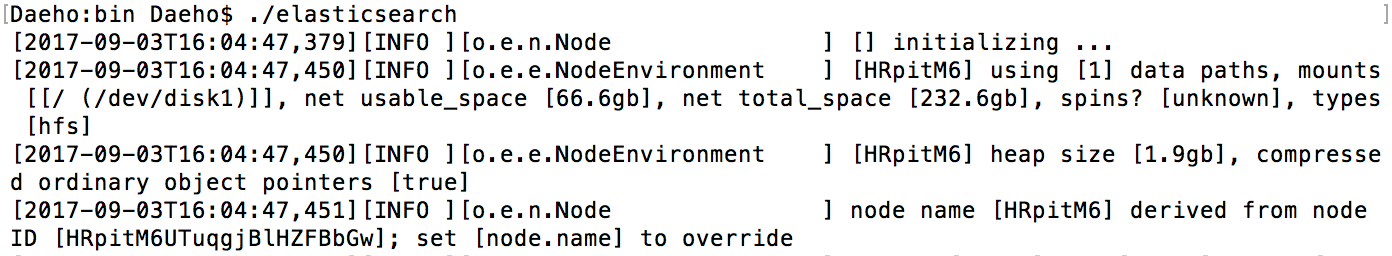 [Daeho:bin Daeho$ ./elasticsearch ]
[2017-09-03T16:04:47,379][INFO ][o.e.n.Node               ] [] initializing ...
[2017-09-03T16:04:47,450][INFO ][o.e.e.NodeEnvironment    ] [HRpitM6] using [1] data paths, mounts
[[/ (/dev/disk1)]], net usable_space [66.6gb], net total_space [232.6gb], spins? [unknown], types
[hfs]
[2017-09-03T16:04:47,450][INFO ][o.e.e.NodeEnvironment    ] [HRpitM6] heap size [1.9gb], compresse
d ordinary object pointers [true]
[2017-09-03T16:04:47,451][INFO ][o.e.n.Node               ] node name [HRpitM6] derived from node
ID [HRpitM6UTuqgjBlHZFBbGw]; set [node.name] to override